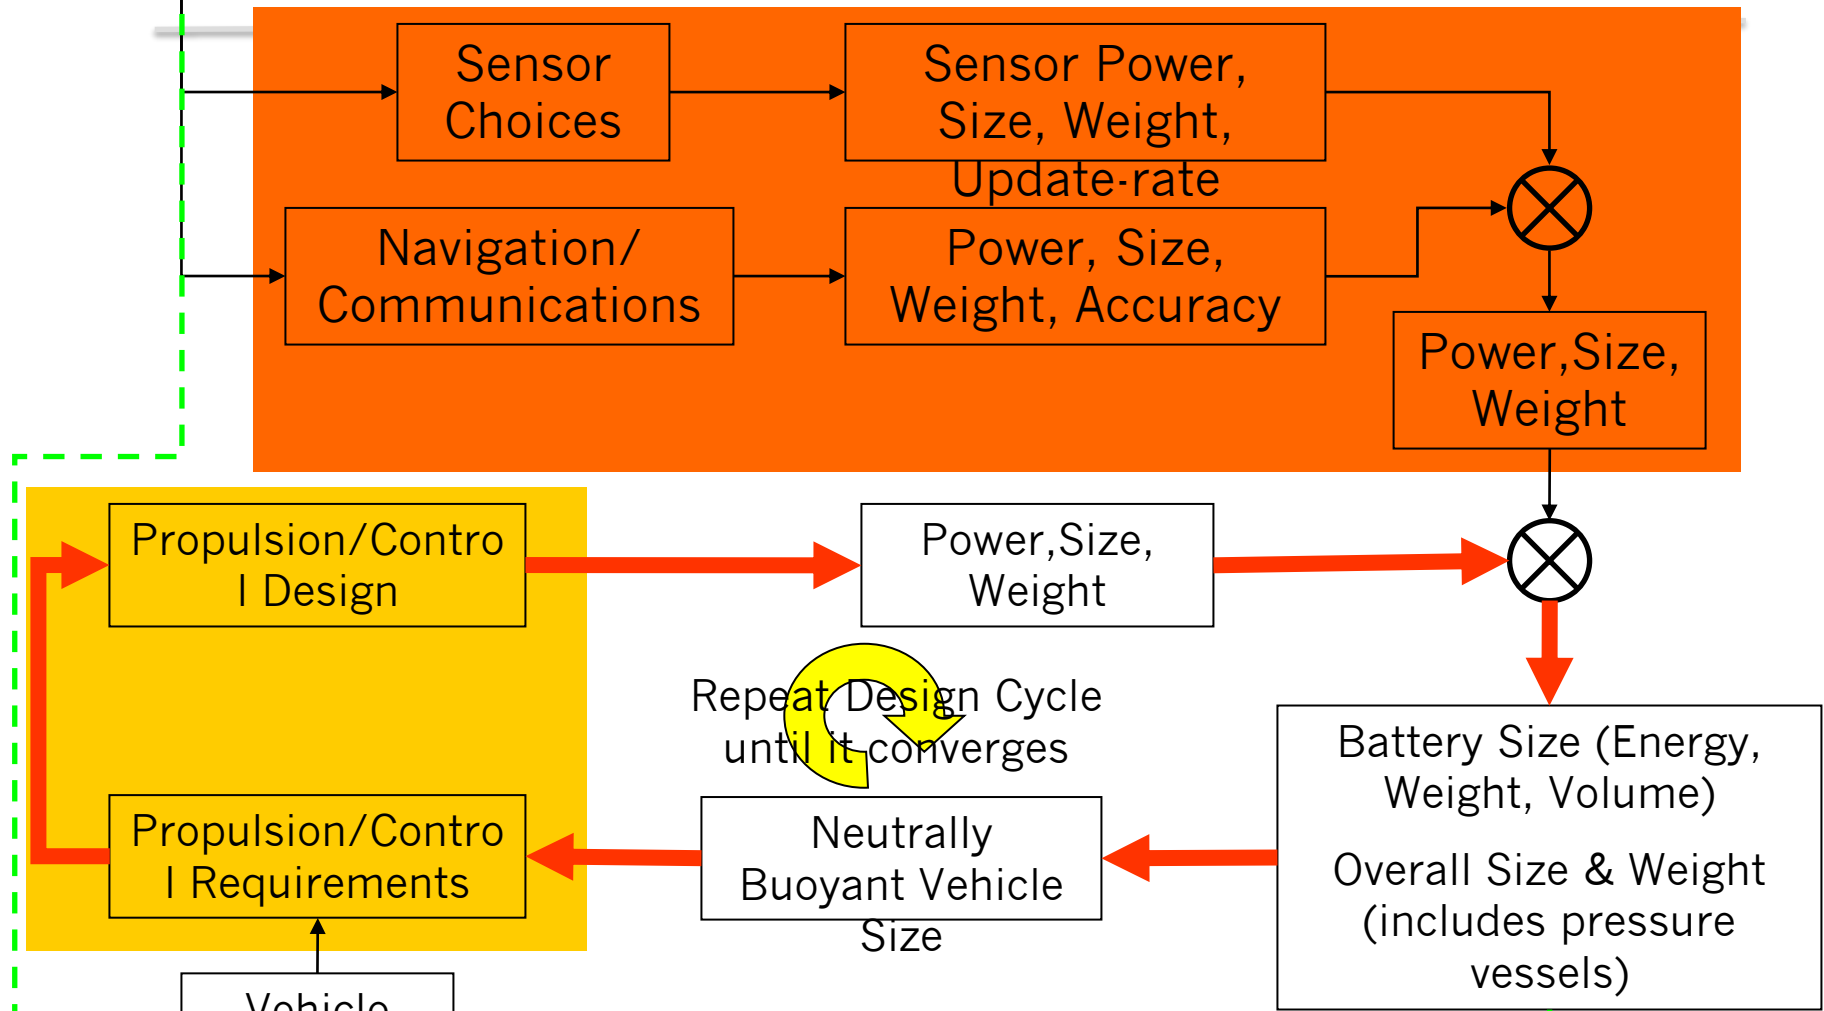 Sensor
Choices
Sensor Power,
Size, Weight,
Update-rate
Navigation/
Communications
Power, Size,
Weight, Accuracy
Power,Size,
Weight
Propulsion/Contro
l Design
Power,Size,
Weight
Repeat Design Cycle
until it converges
Battery Size (Energy,
Weight, Volume)
Overall Size & Weight
(includes pressure
vessels)
Neutrally
Buoyant Vehicle
Size
Propulsion/Contro
l Requirements
Vehicle